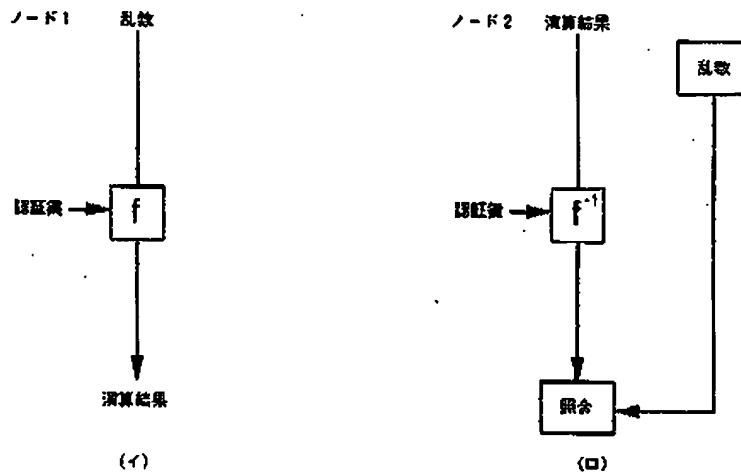 ノード1 乱数
認証鍵
f
演算結果
(イ)
ノード2 演算結果
乱数
認証鍵
f⁻¹
照合
(ロ)